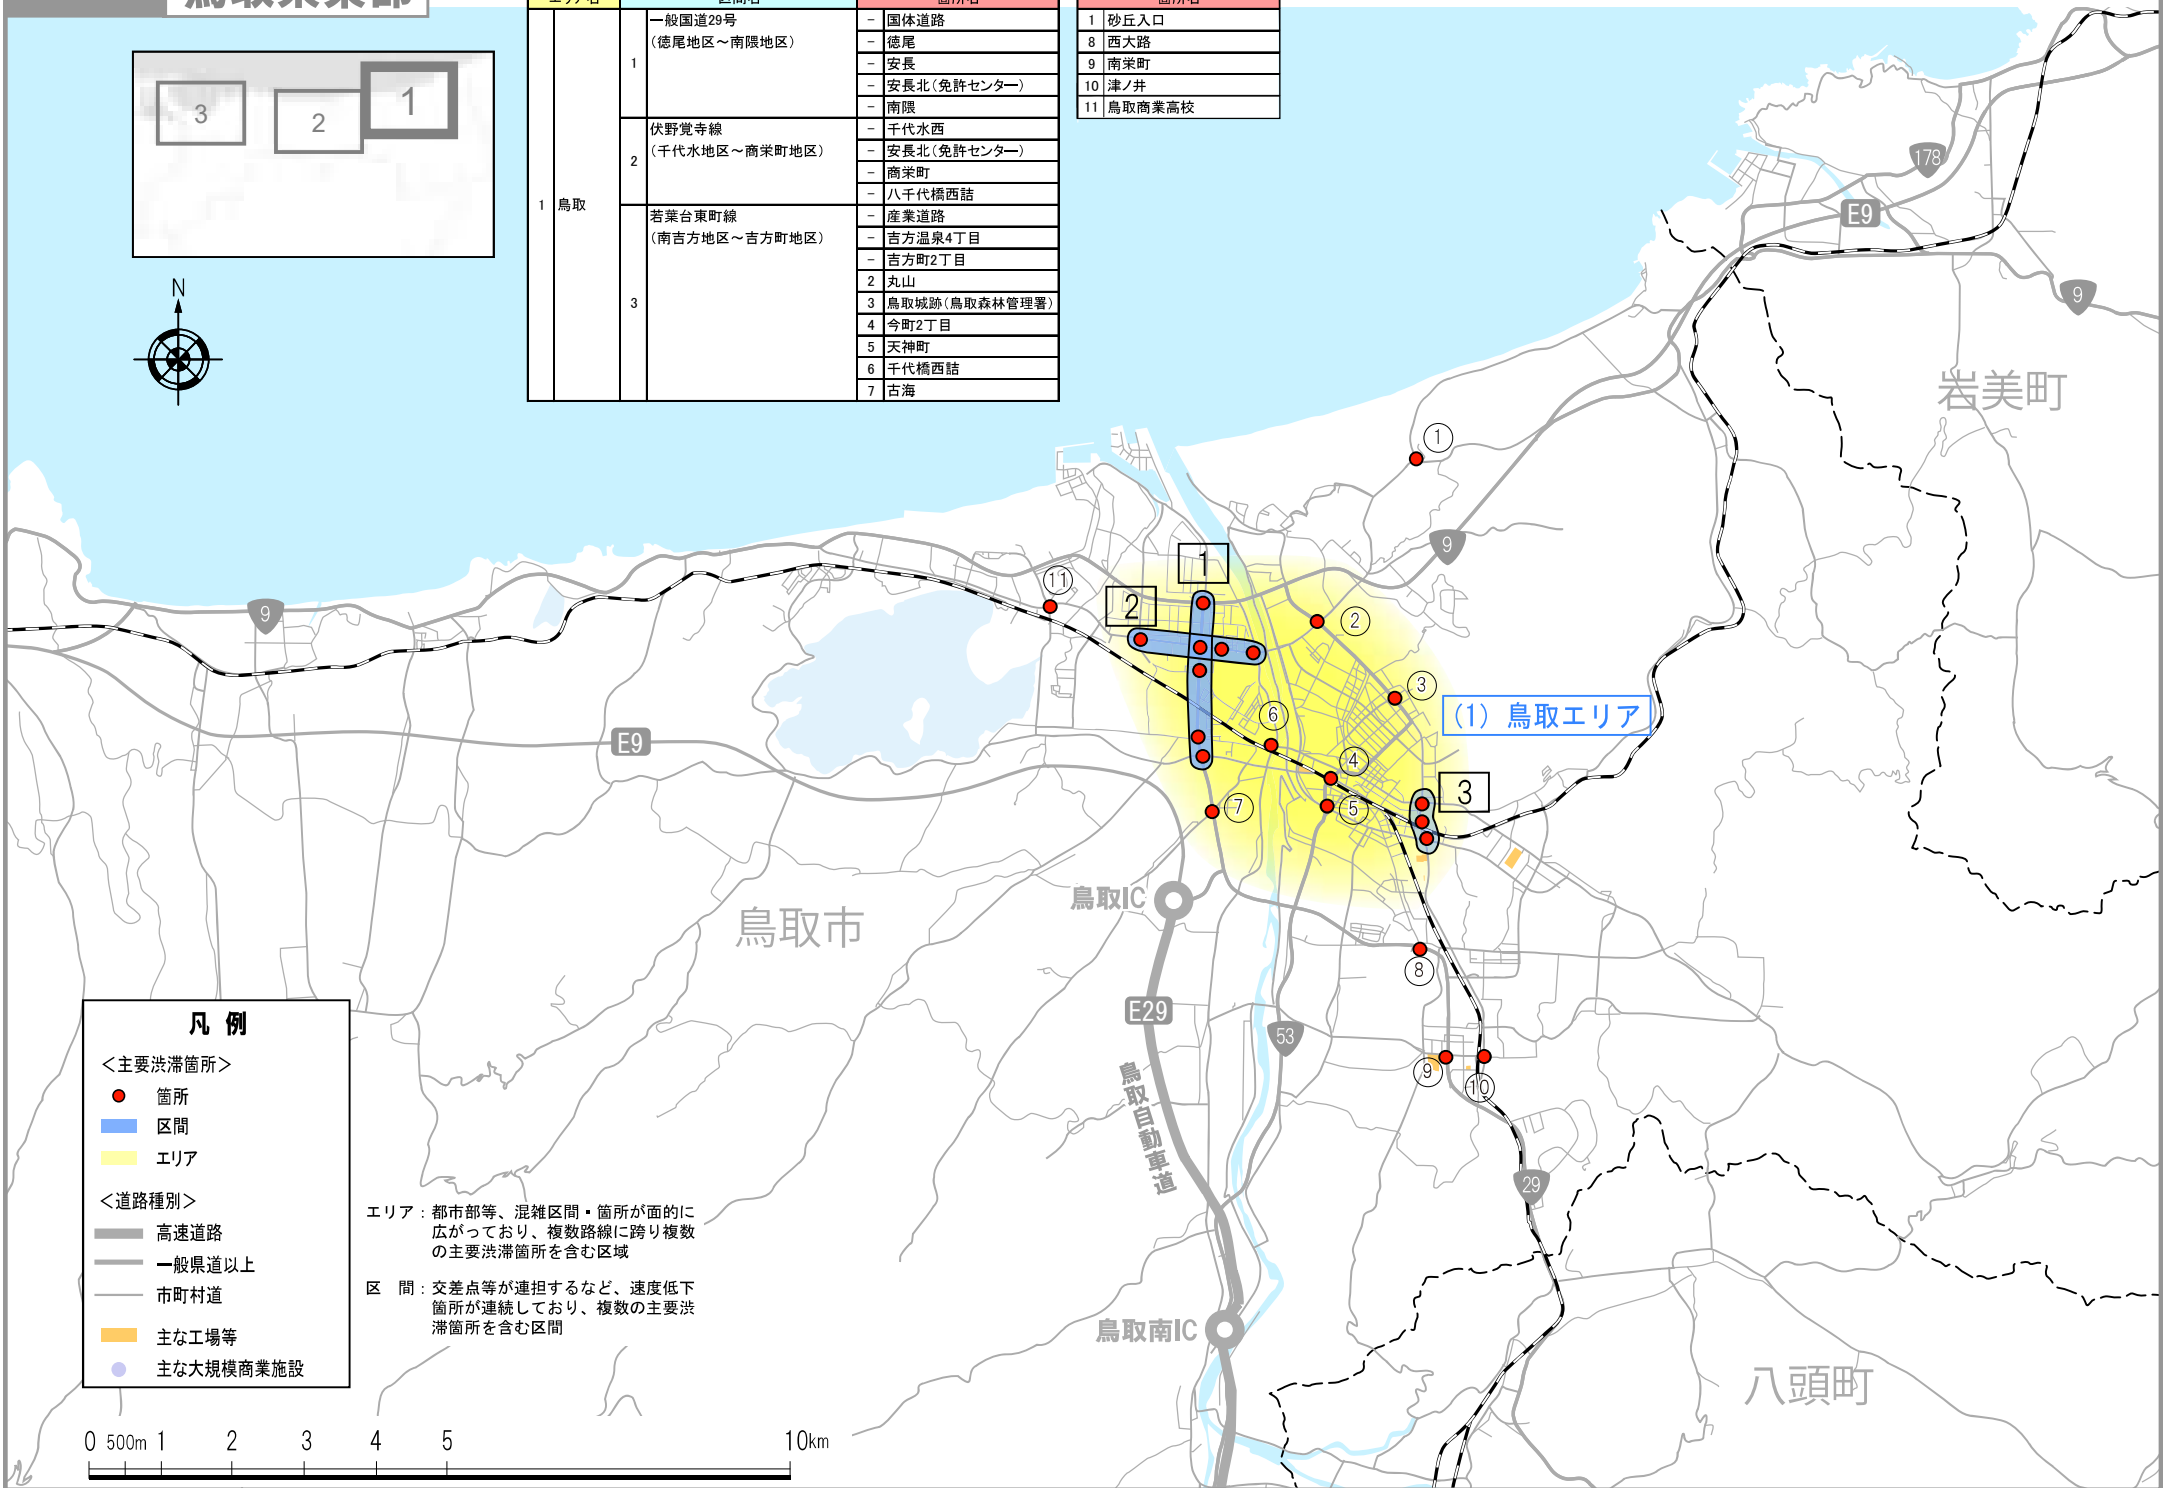 エリア名 区間名 箇所名 箇所名
1 鳥取
1 一般国道29号
(徳尾地区～南隈地区)
- 国体道路
- 徳尾
- 安長
- 安長北(免許センター)
- 南隈
2 伏野覚寺線
(千代水地区～商栄町地区)
- 千代水西
- 安長北(免許センター)
- 商栄町
- 八千代橋西詰
3 若葉台東町線
(南吉方地区～吉方町地区)
- 産業道路
- 吉方温泉4丁目
- 吉方町2丁目
2 丸山
3 鳥取城跡(鳥取森林管理署)
4 今町2丁目
5 天神町
6 千代橋西詰
7 古海
1 砂丘入口
8 西大路
9 南栄町
10 津ノ井
11 鳥取商業高校
3
2
1
N
178
E9
9
岩美町
①
9
1
⑪
2
9
②
③
(1) 鳥取エリア
⑥
E9
④
3
⑦
⑤
鳥取IC
鳥取市
⑧
E29
53
⑨
⑩
鳥取自動車道
29
鳥取南IC
八頭町
凡 例
＜主要渋滞箇所＞
箇所
区間
エリア
＜道路種別＞
高速道路
一般県道以上
市町村道
主な工場等
主な大規模商業施設
エリア：都市部等、混雑区間・箇所が面的に
広がっており、複数路線に跨り複数
の主要渋滞箇所を含む区域
区　間：交差点等が連担するなど、速度低下
箇所が連続しており、複数の主要渋
滞箇所を含む区間
0 500m 1 2 3 4 5 10km